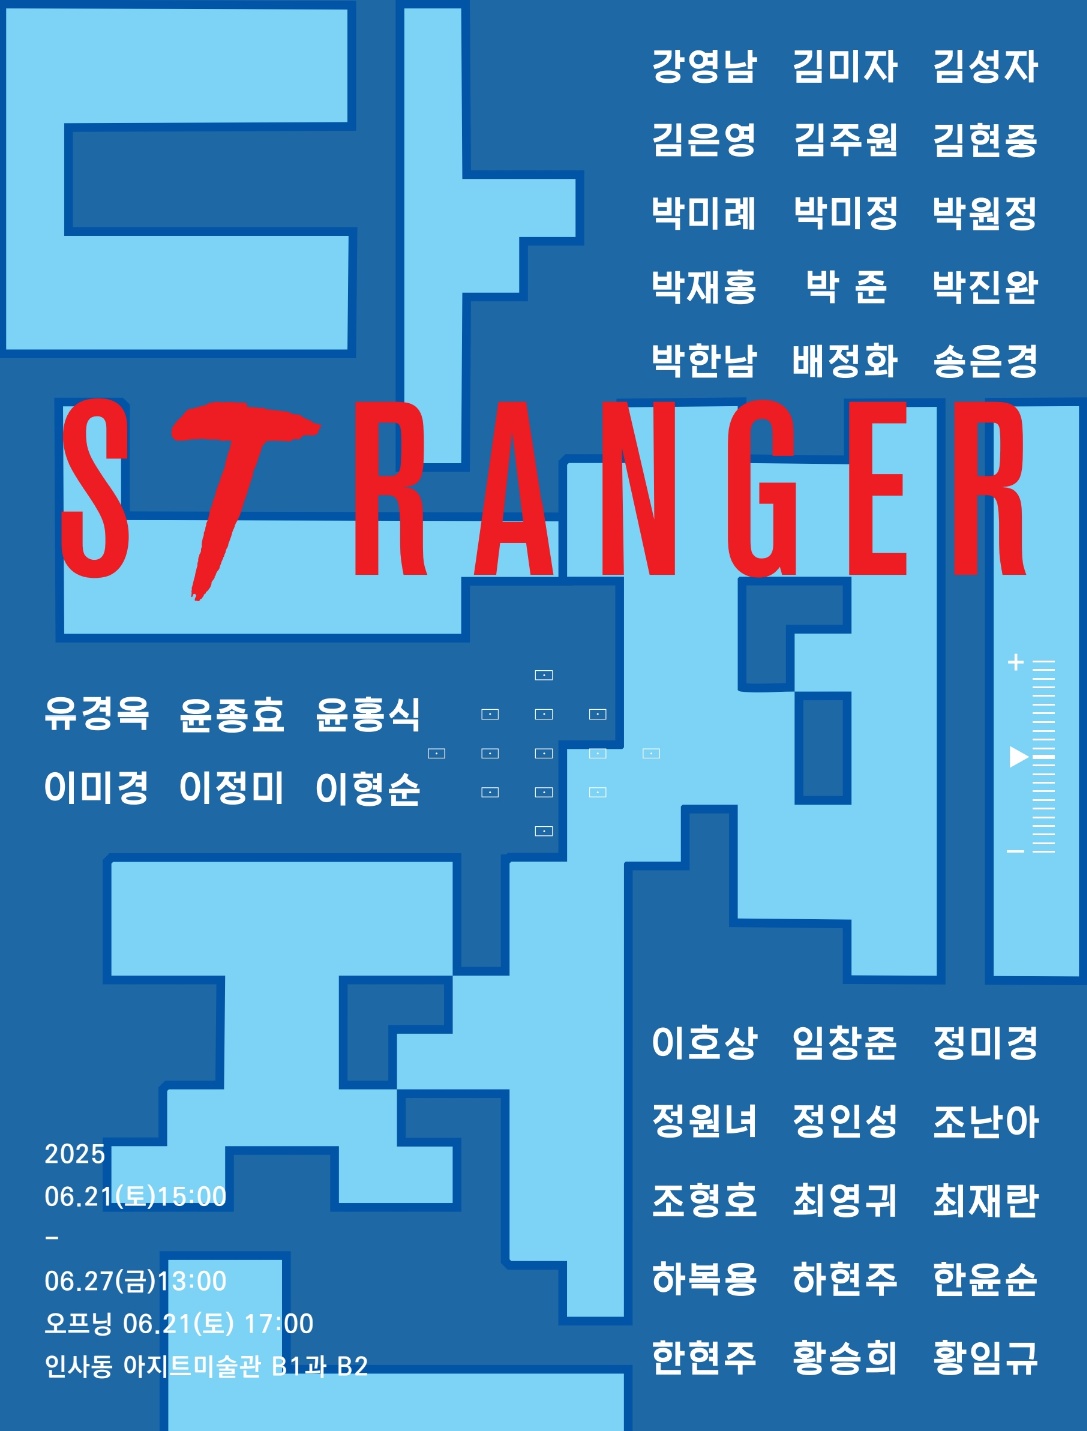 강영남 김미자 김성자
김은영 김주원 김현중
박미례 박미정 박원정
박재홍 박 준 박진완
박한남 배정화 송은경
STRANGER
유경옥 윤종효 윤홍식
이미경 이정미 이형순
+
−
이호상 임창준 정미경
정원녀 정인성 조난아
조형호 최영귀 최재란
하복용 하현주 한윤순
한현주 황승희 황임규
2025
06.21(토)15:00
–
06.27(금)13:00
오프닝 06.21(토) 17:00
인사동 아지트미술관 B1과 B2